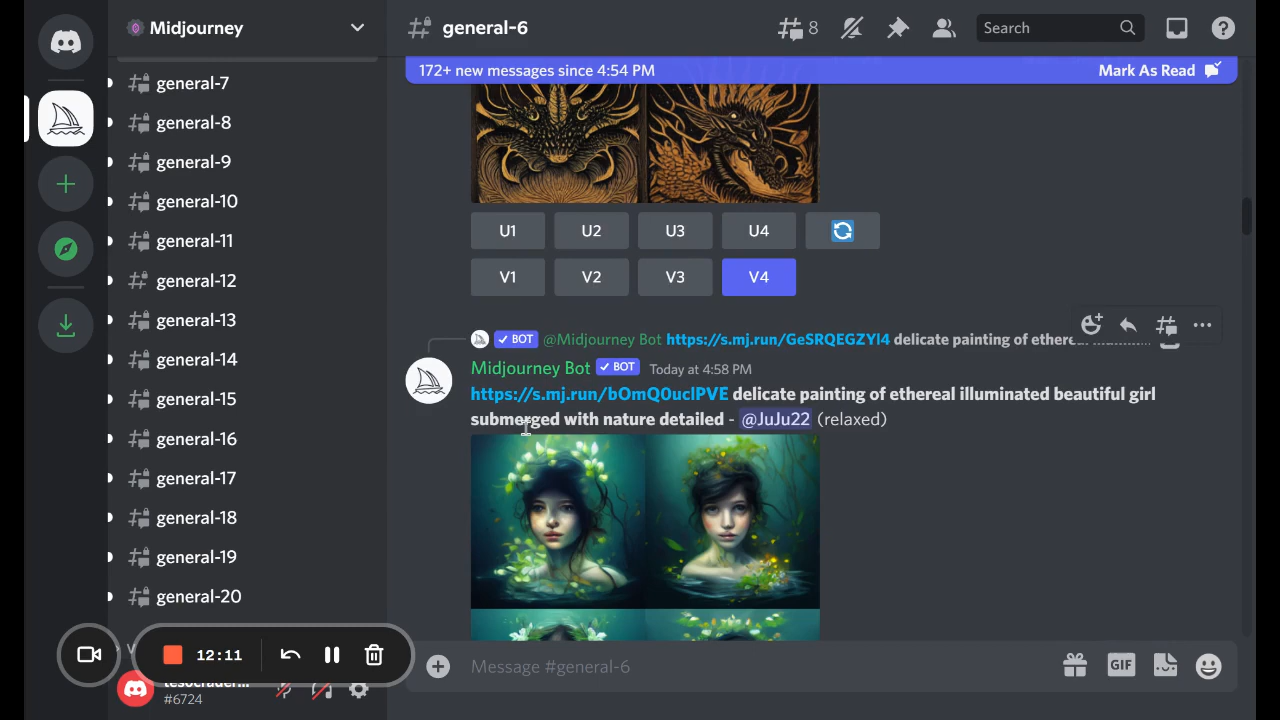 Midjourney
general-6
8
Search
172+ new messages since 4:54 PM
Mark As Read
general-7
general-8
general-9
general-10
general-11
general-12
general-13
general-14
general-15
general-16
general-17
general-18
general-19
general-20
U1 U2 U3 U4
V1 V2 V3 V4
BOT @Midjourney Bot https://s.mj.run/GeSRQEGZYl4 delicate painting of ethereal
Midjourney Bot BOT Today at 4:58 PM
https://s.mj.run/bOmQ0uclPVE delicate painting of ethereal illuminated beautiful girl
submerged with nature detailed - @JuJu22 (relaxed)
Message #general-6
GIF
12:11
#6724